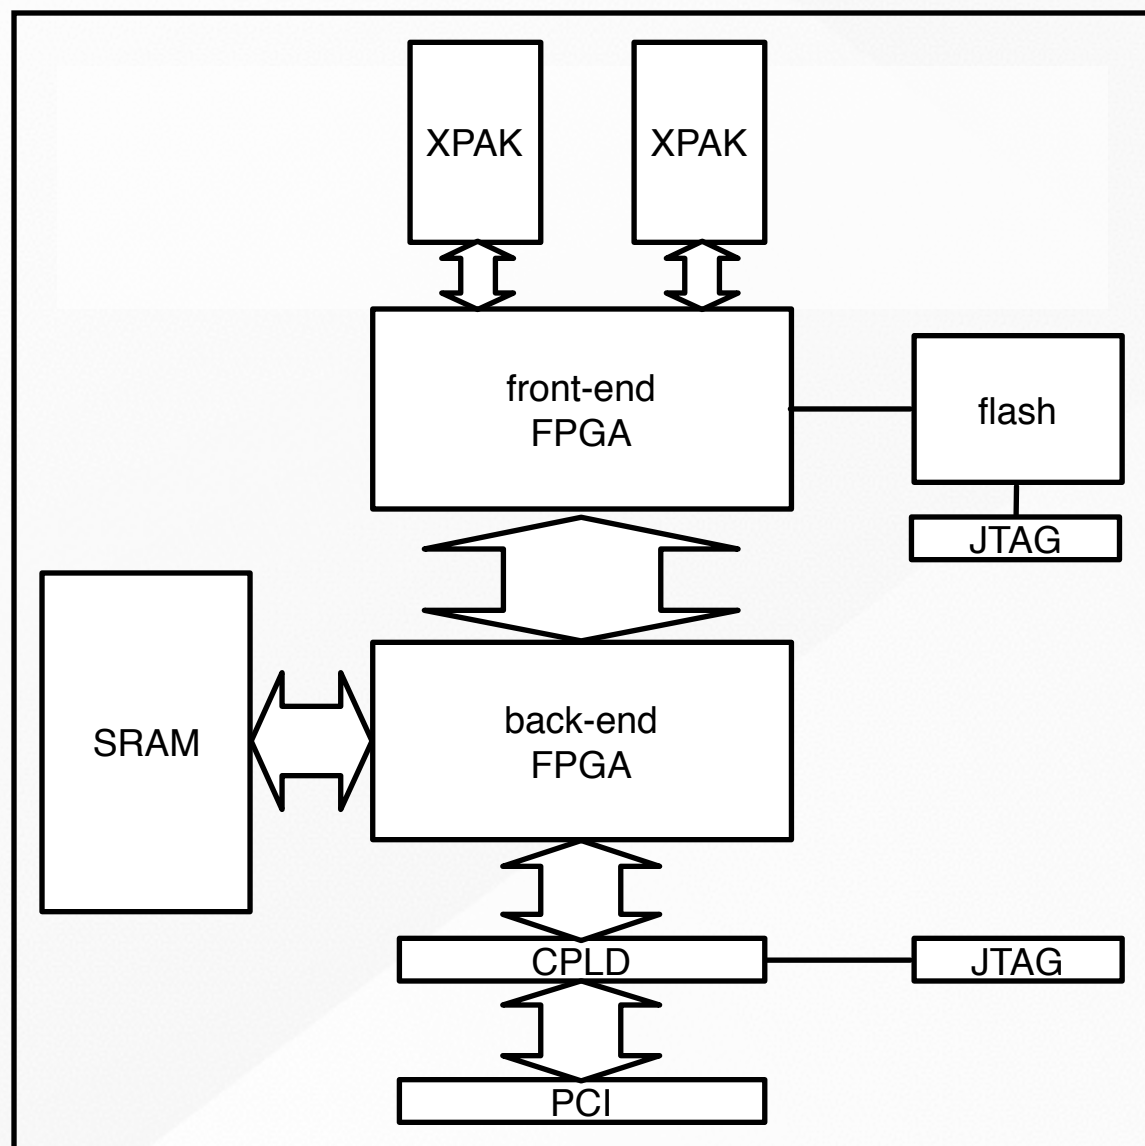 XPAK
XPAK
front-end
FPGA
flash
JTAG
SRAM
back-end
FPGA
CPLD
JTAG
PCI